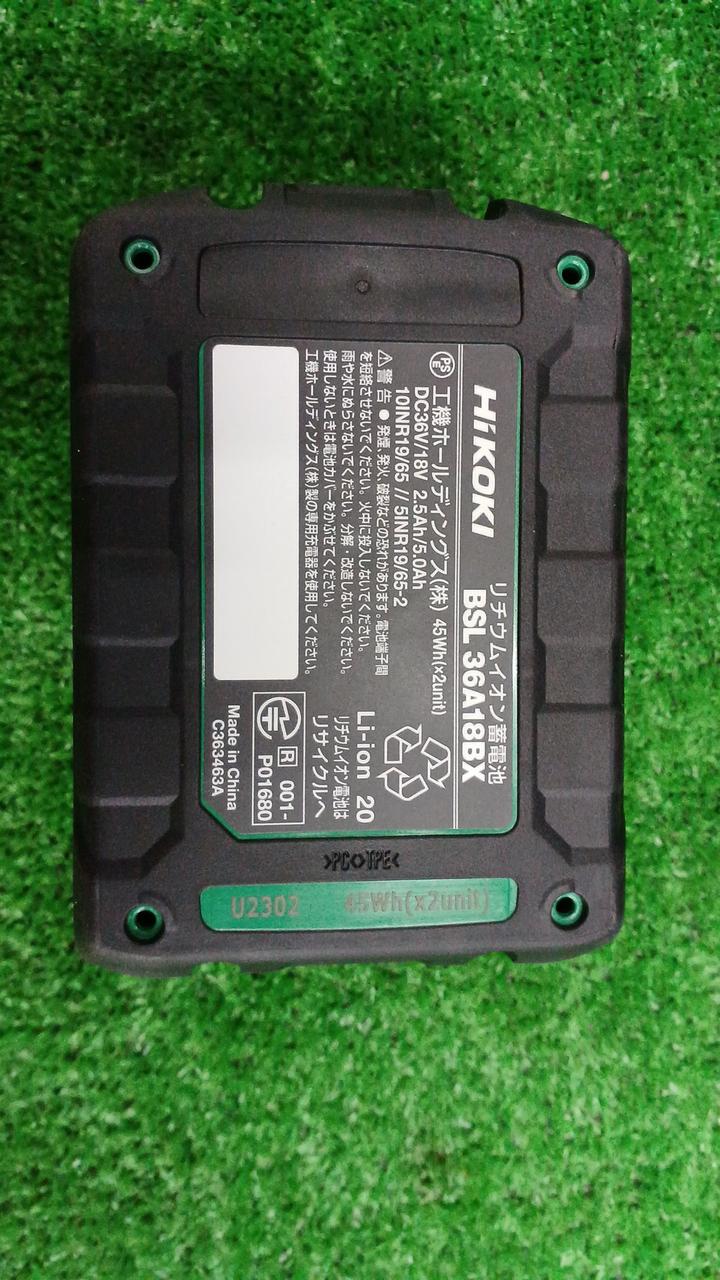 HiKOKI
リチウムイオン蓄電池
BSL 36A18BX
PSE 工機ホールディングス(株) 45Wh(x2unit)
DC36V/18V 2.5Ah/5.0Ah
10INR19/65 // 5INR19/65-2
⚠警告 ● 発煙、発火、破裂などの恐れがあります。電池端子間
を短絡させないでください。火中に投入しないでください。
雨や水にぬらさないでください。分解・改造しないでください。
使用しないときは電池カバーをかぶせてください。
工機ホールディングス(株)製の専用充電器を使用してください。
Li-ion 20
リチウムイオン電池は
リサイクルへ
R 001-
P01680
Made in China
C363463A
>PC+TPE<
U2302 45Wh(x2unit)